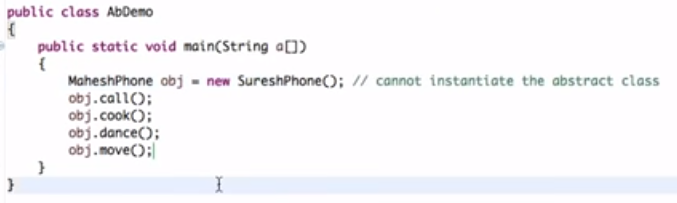 public class AbDemo
{
public static void main(String a[])
{
MaheshPhone obj = new SureshPhone(); // cannot instantiate the abstract class
obj.call();
obj.cook();
obj.dance();
obj.move();
}
}